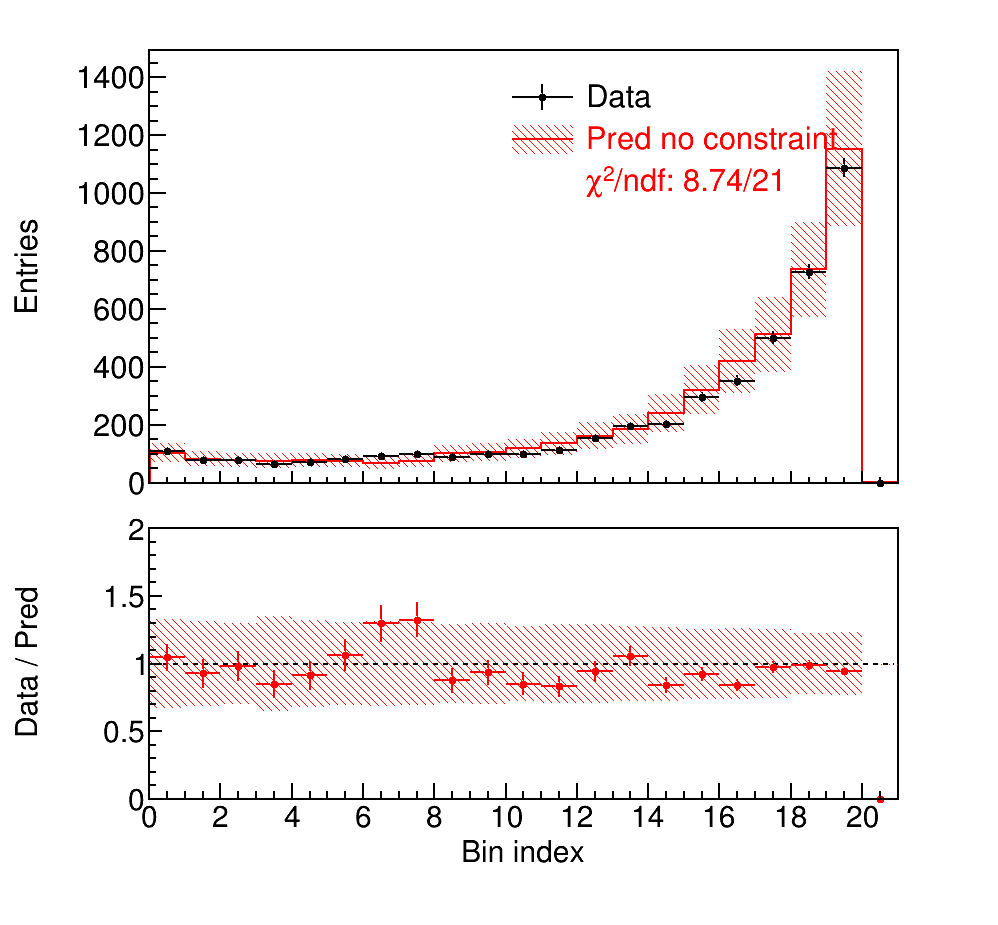 1400
1200
1000
800
600
400
200
0
Entries
Data
Pred no constraint
χ²/ndf: 8.74/21
2
1.5
1
0.5
0
Data / Pred
0 2 4 6 8 10 12 14 16 18 20
Bin index